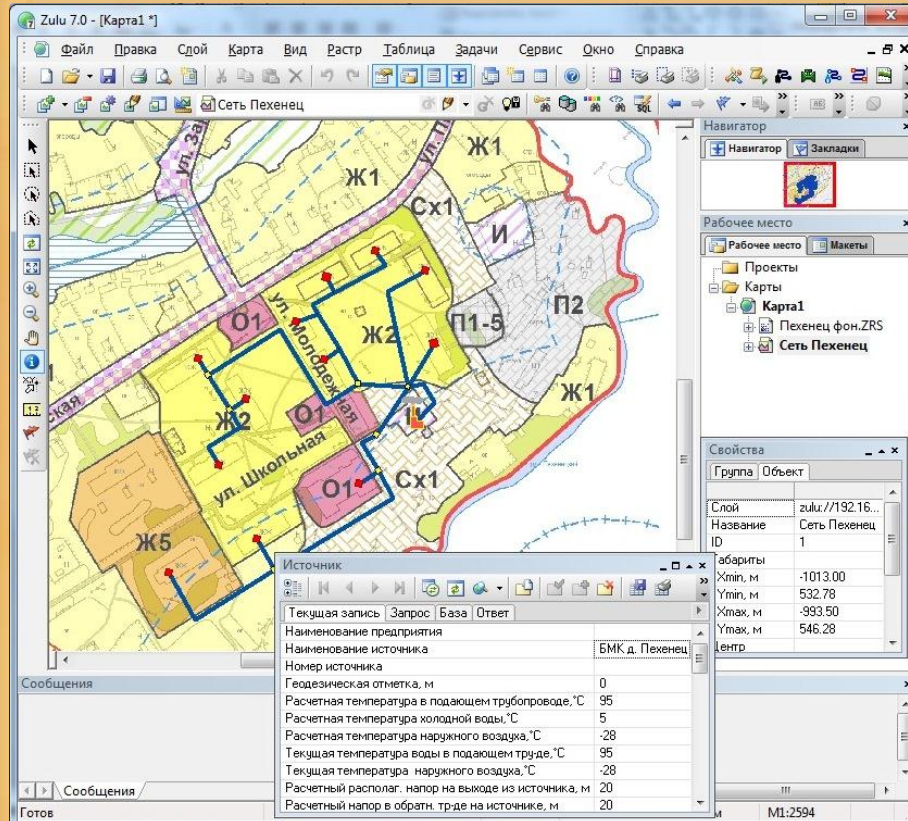 Zulu 7.0 - [Карта1 *]
Файл Правка Слой Карта Вид Растр Таблица Задачи Сервис Окно Справка
Сеть Пехенец
Навигатор
Навигатор Закладки
Рабочее место
Рабочее место Макеты
Проекты
Карты
Карта1
Пехенец фон.ZRS
Сеть Пехенец
Ж1
Ж1
Сх1
И
П2
О1
ул. Молодежная
Ж2
П1-5
Ж1
Ж2
О1
ул. Школьная
О1
Сх1
Ж5
Свойства
Группа Объект
Слой zulu://192.16...
Название Сеть Пехенец
ID 1
Габариты
Xmin, м -1013.00
Ymin, м 532.78
Xmax, м -993.50
Ymax, м 546.28
Центр
Источник
Текущая запись Запрос База Ответ
Наименование предприятия
Наименование источника БМК д. Пехенец
Номер источника
Геодезическая отметка, м 0
Расчетная температура в подающем трубопроводе,°C 95
Расчетная температура холодной воды,°C 5
Расчетная температура наружного воздуха,°C -28
Текущая температура воды в подающем тру-де,°C 95
Текущая температура наружного воздуха,°C -28
Расчетный располаг. напор на выходе из источника, м 20
Расчетный напор в обратн. тр-де на источнике, м 20
Сообщения
Сообщения
Готов
М1:2594